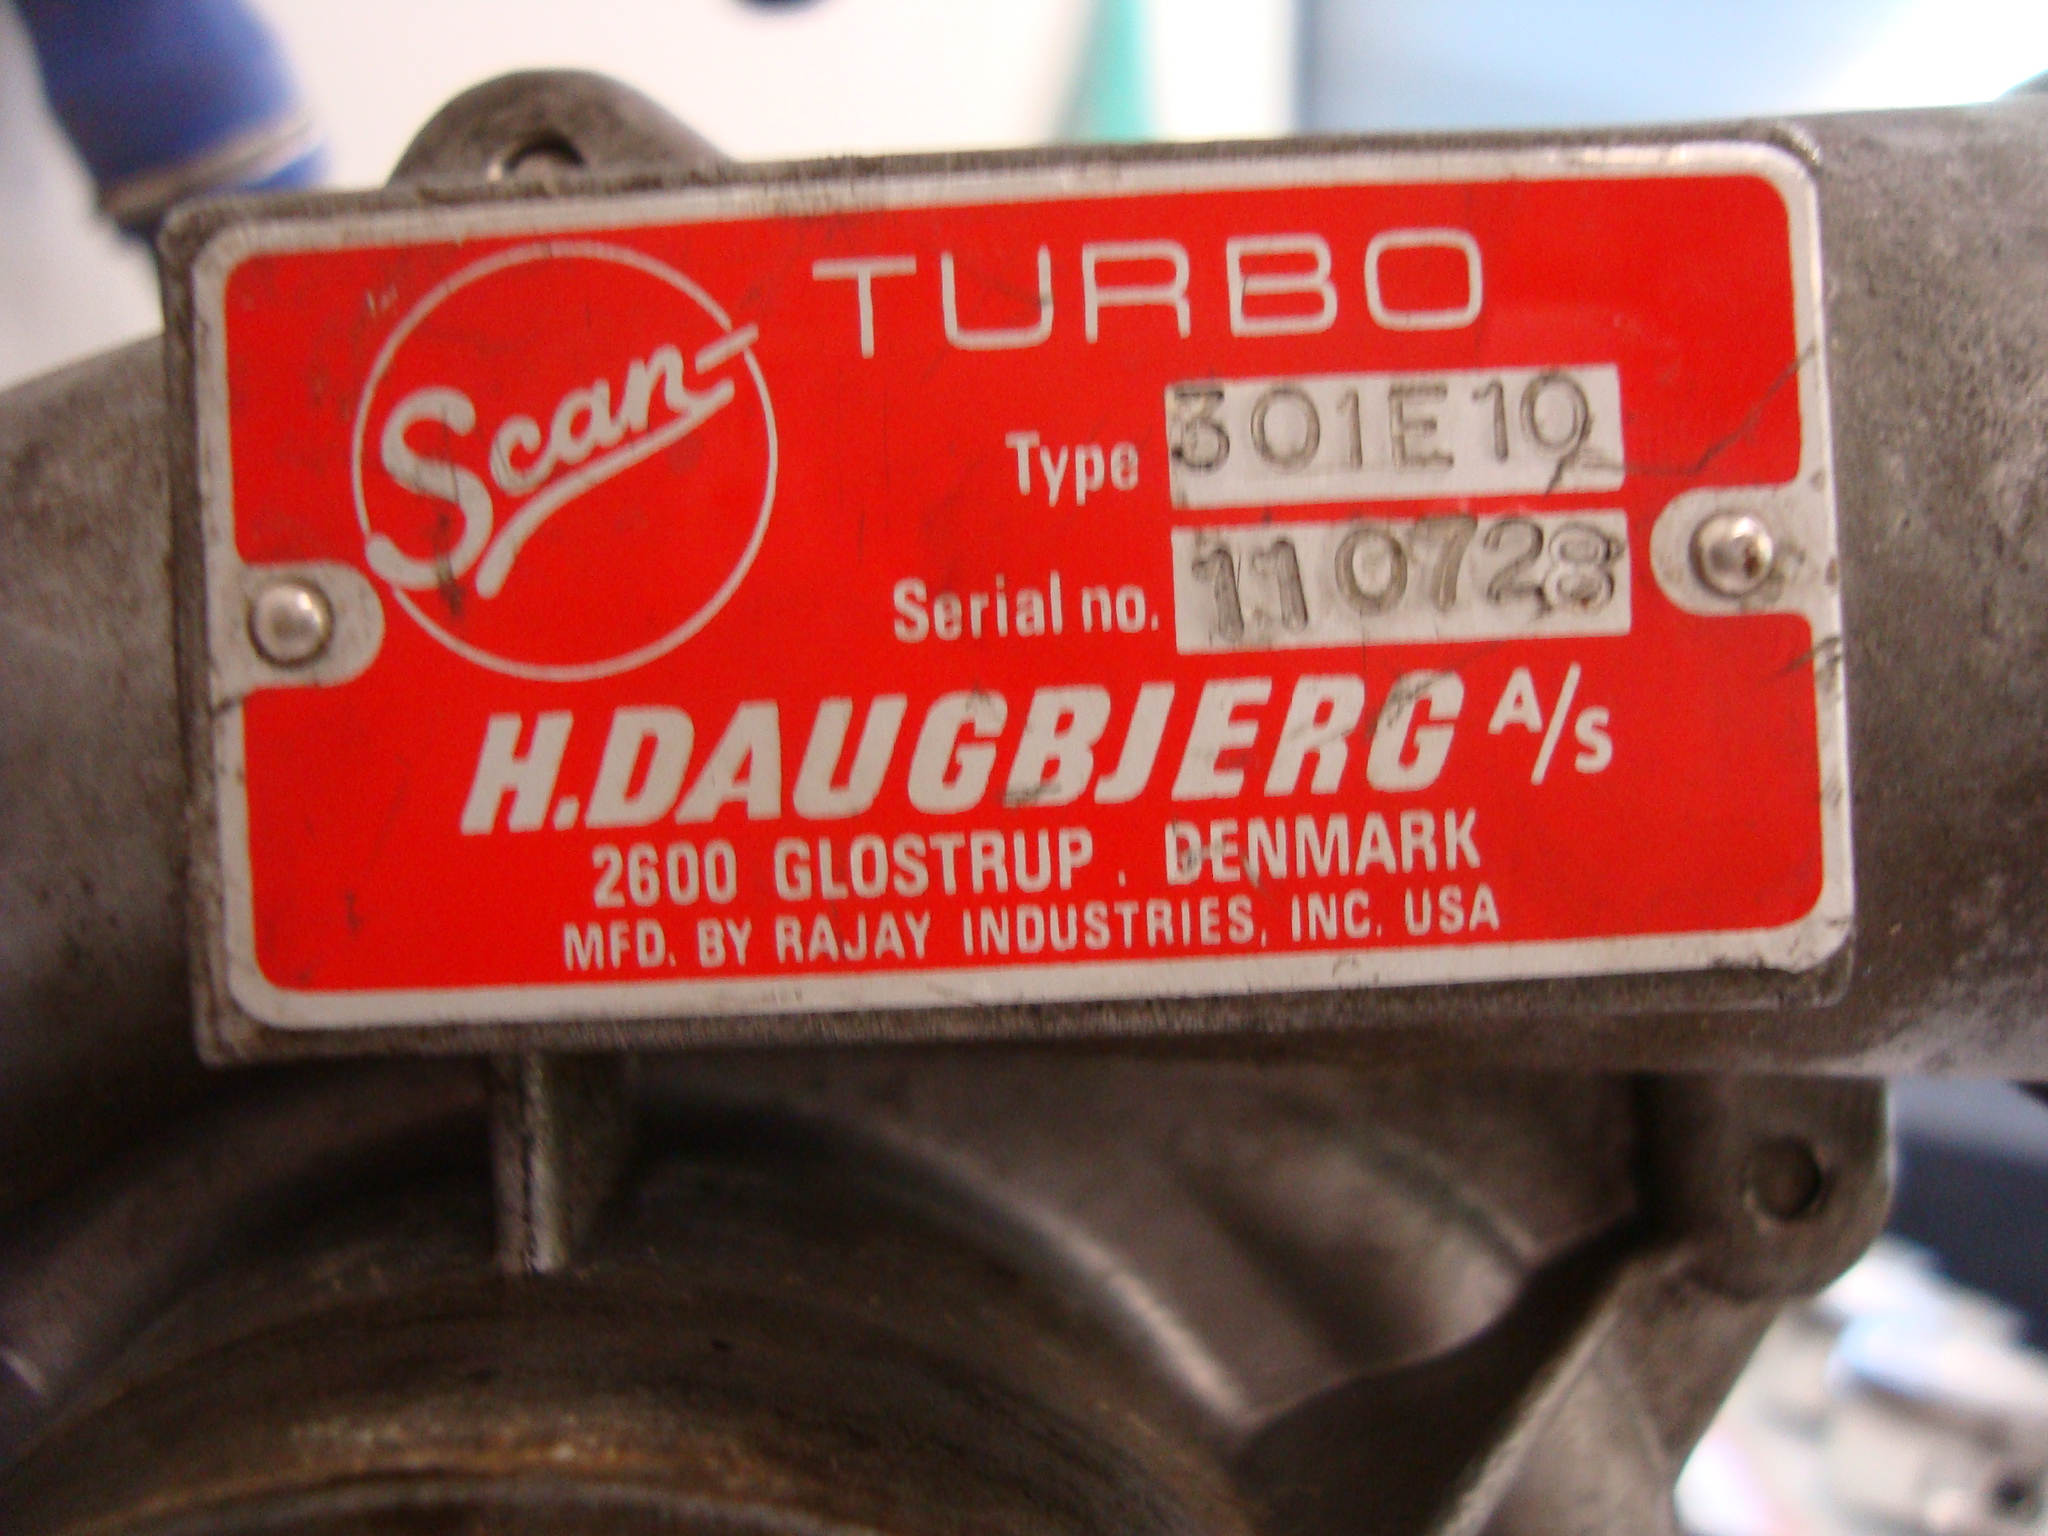 Scan-TURBO
Type 301E10
Serial no. 110728
H.DAUGBJERG A/S
2600 GLOSTRUP . DENMARK
MFD. BY RAJAY INDUSTRIES, INC. USA